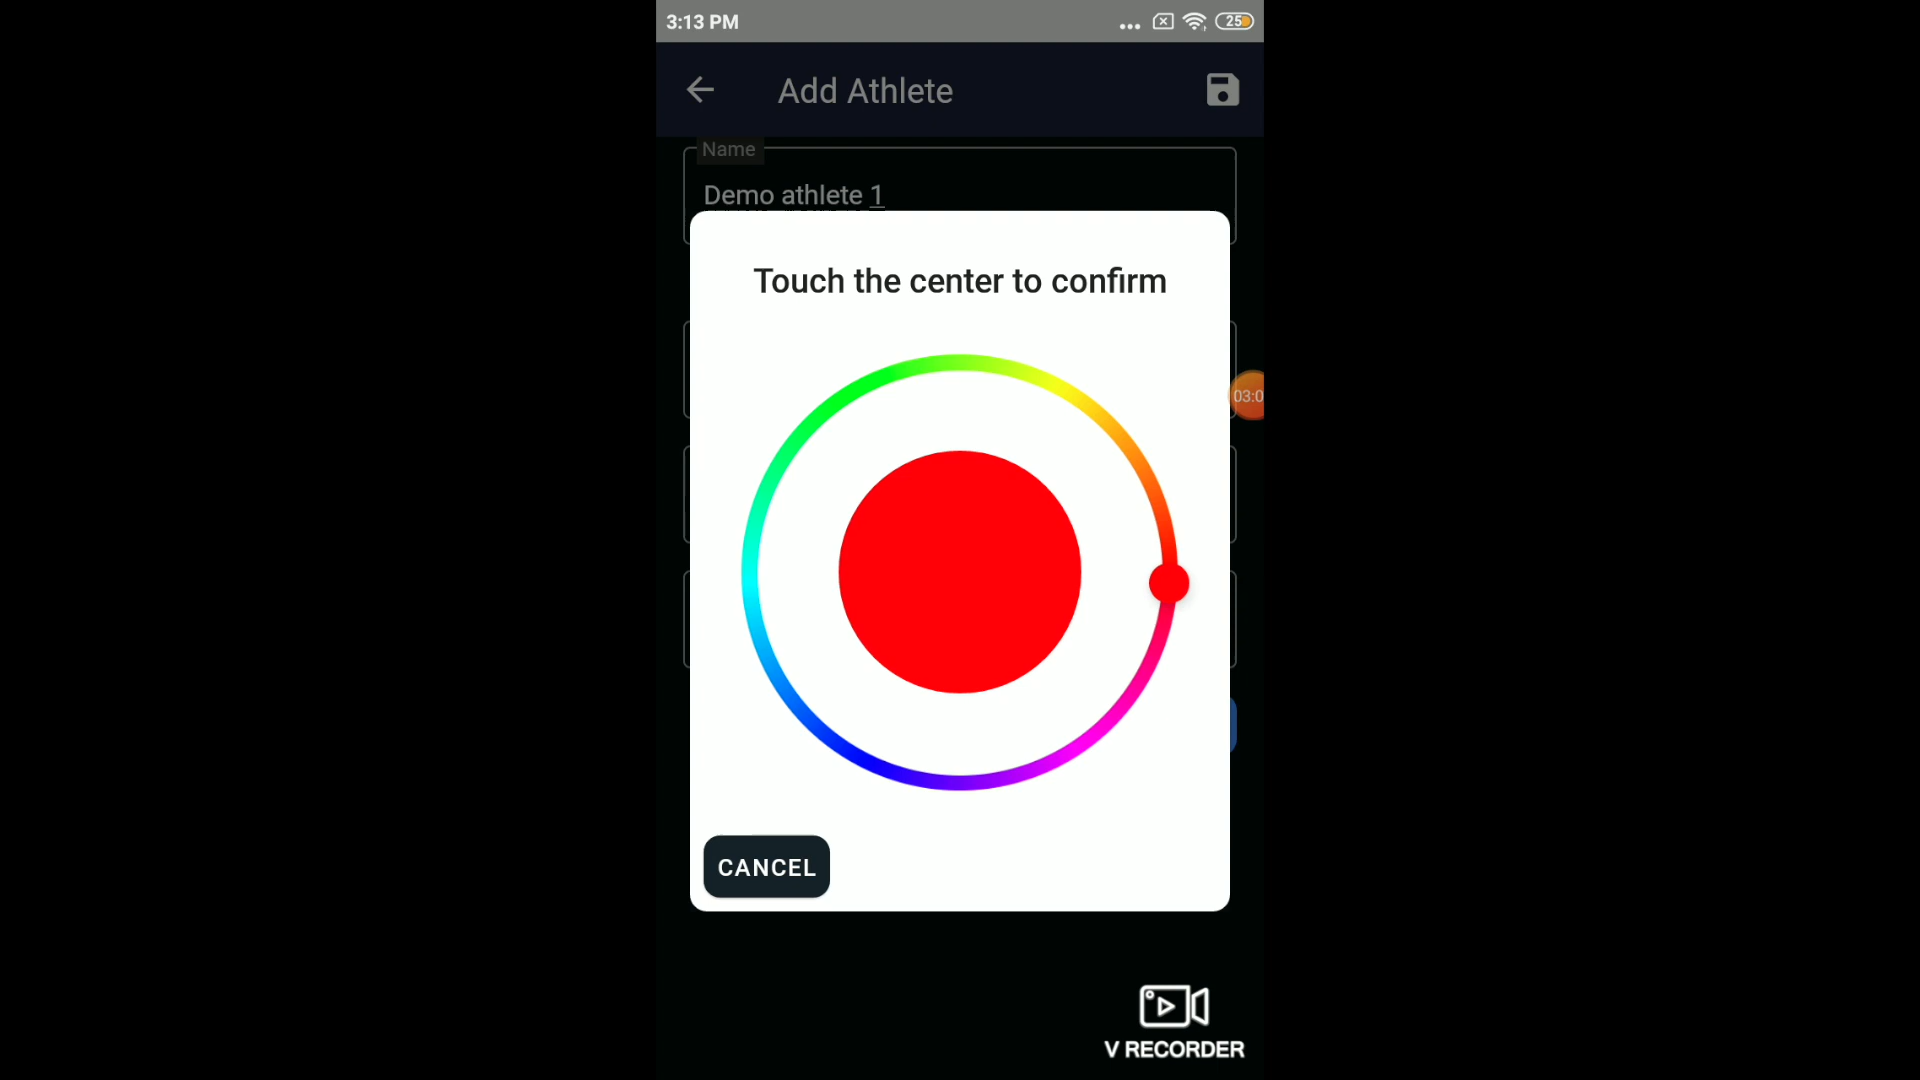 3:13 PM
25
Add Athlete
Name
Demo athlete 1
Touch the center to confirm
03:0
CANCEL
V RECORDER